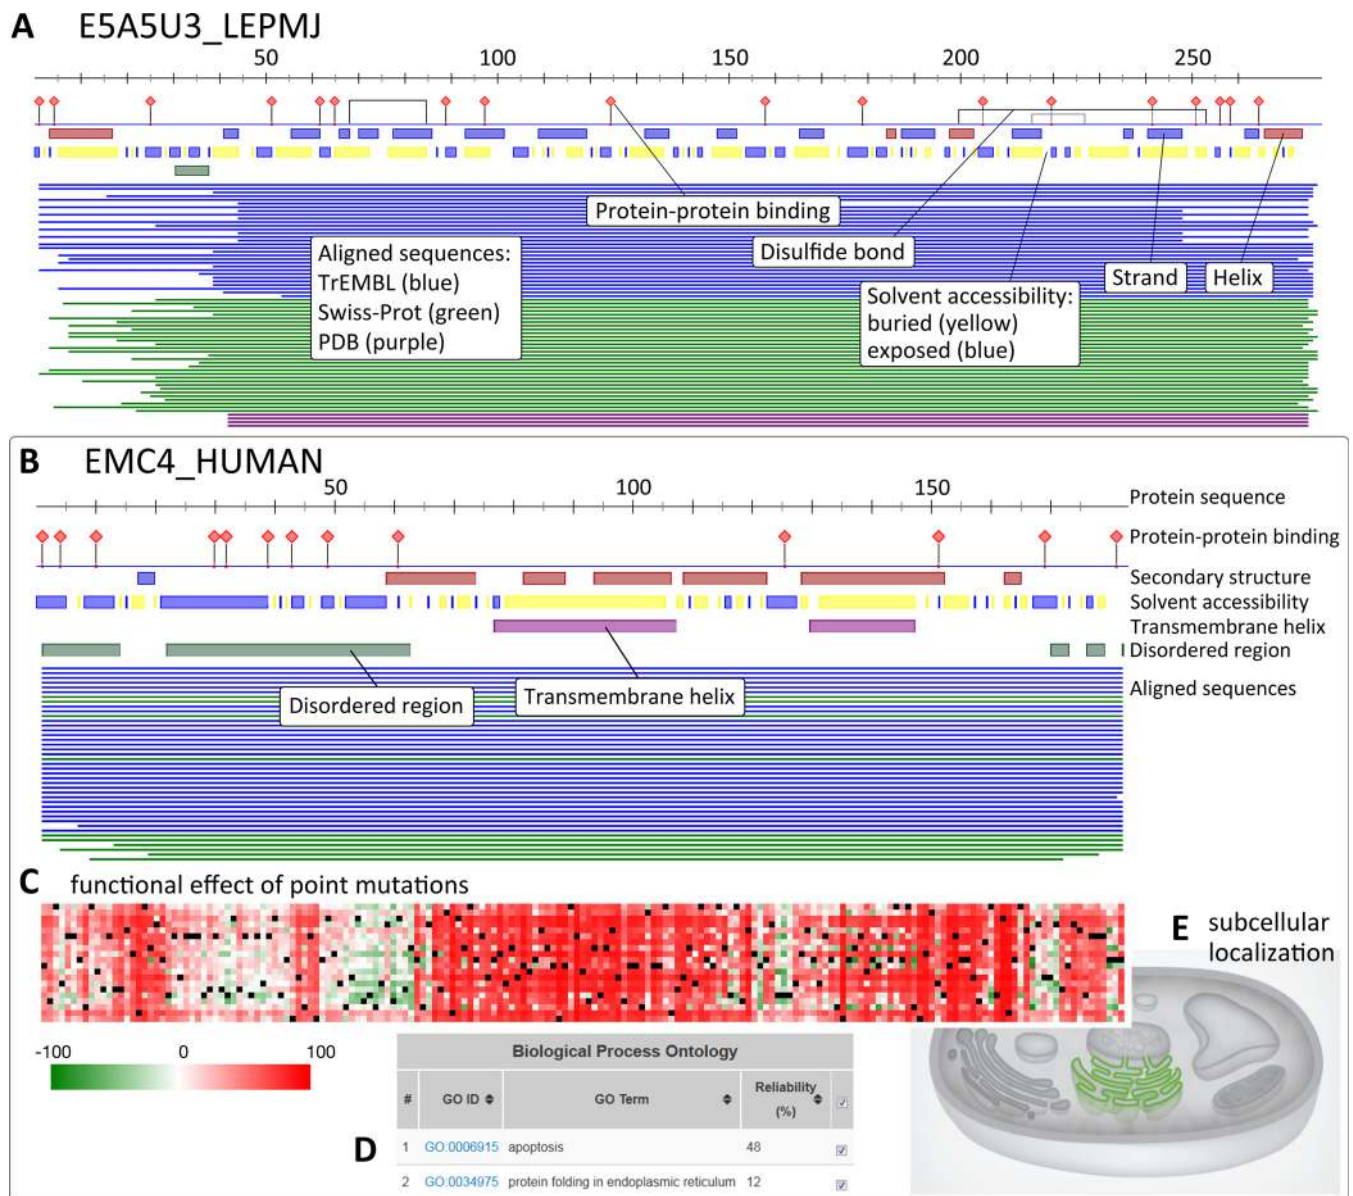 A E5A5U3_LEPMJ
50 100 150 200 250
Protein-protein binding
Disulfide bond
Strand
Helix
Aligned sequences:
TrEMBL (blue)
Swiss-Prot (green)
PDB (purple)
Solvent accessibility:
buried (yellow)
exposed (blue)
B EMC4_HUMAN
50 100 150
Protein sequence
Protein-protein binding
Secondary structure
Solvent accessibility
Transmembrane helix
Disordered region
Aligned sequences
Disordered region
Transmembrane helix
C functional effect of point mutations
-100 0 100
E subcellular
localization
D
Biological Process Ontology
# GO ID GO Term Reliability
(%)
1 GO:0006915 apoptosis 48
2 GO:0034975 protein folding in endoplasmic reticulum 12